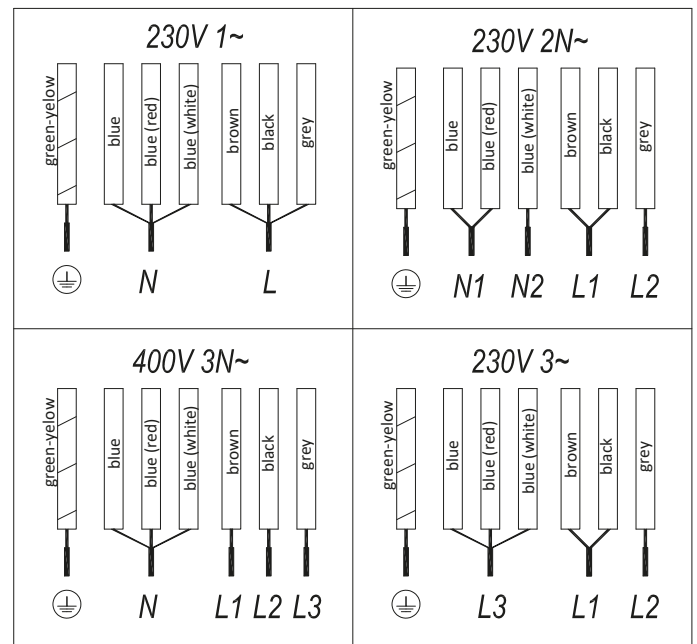 230V 1~
green-yelow
blue
blue (red)
blue (white)
brown
black
grey
N
L
230V 2N~
green-yelow
blue
blue (red)
blue (white)
brown
black
grey
N1 N2 L1 L2
400V 3N~
green-yelow
blue
blue (red)
blue (white)
brown
black
grey
N L1 L2 L3
230V 3~
green-yelow
blue
blue (red)
blue (white)
brown
black
grey
L3 L1 L2